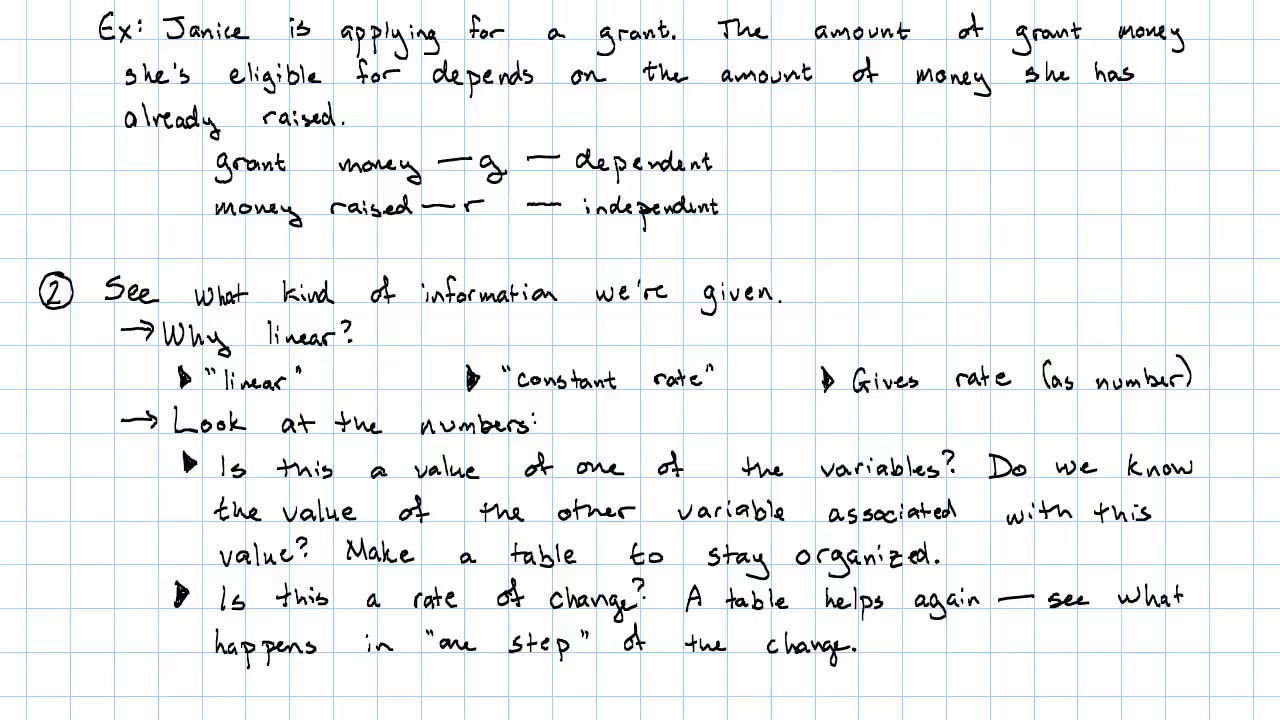 Ex: Janice is applying for a grant. The amount of grant money
she's eligible for depends on the amount of money she has
already raised.
grant money — g — dependent
money raised — r — independent
② See what kind of information we're given.
→ Why linear?
▶ "linear" ▶ "constant rate" ▶ Gives rate (as number)
→ Look at the numbers:
▶ Is this a value of one of the variables? Do we know
the value of the other variable associated with this
value? Make a table to stay organized.
▶ Is this a rate of change? A table helps again — see what
happens in "one step" of the change.